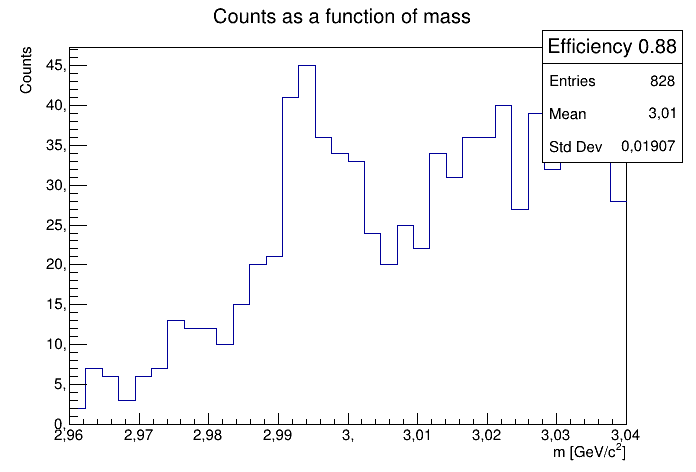 Counts as a function of mass
Efficiency 0.88
Entries 828
Mean 3,01
Std Dev 0,01907
Counts
45,
40,
35,
30,
25,
20,
15,
10,
5,
0,
2,96 2,97 2,98 2,99 3, 3,01 3,02 3,03 3,04
m [GeV/c²]